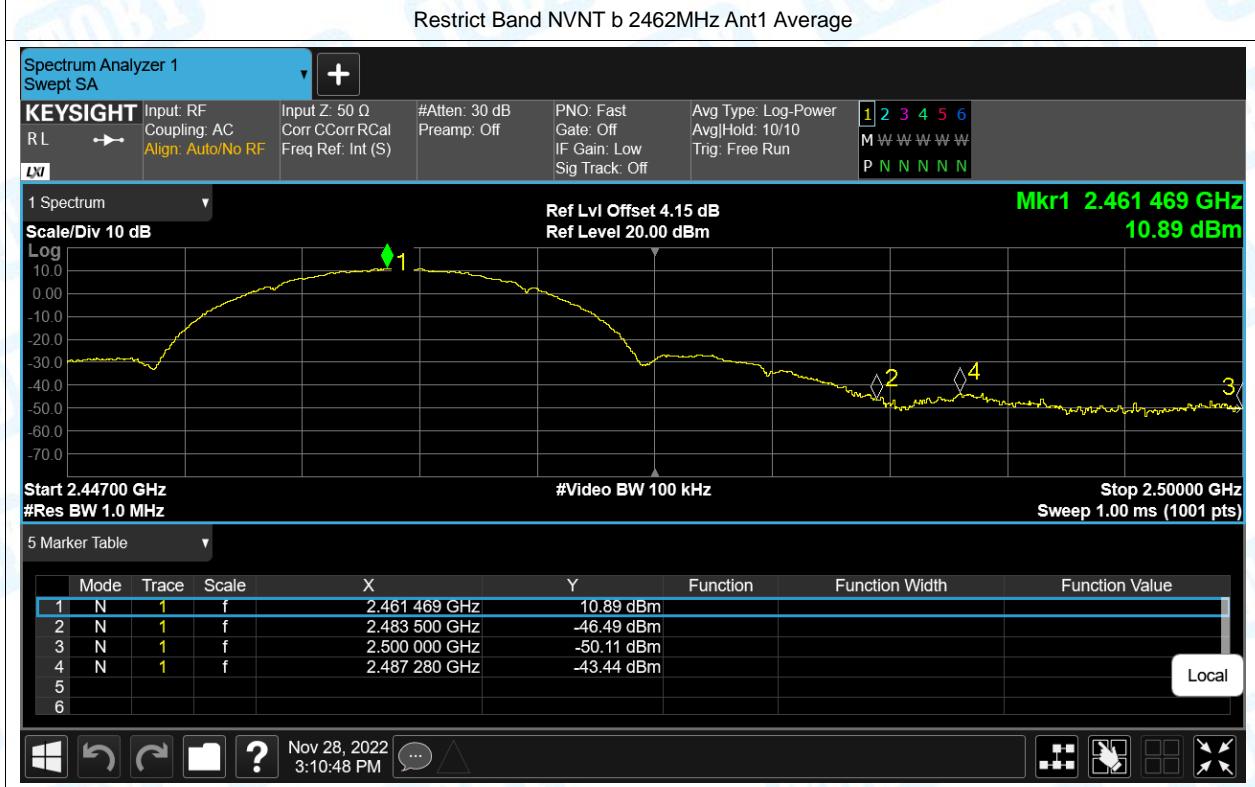 Restrict Band NVNT b 2462MHz Ant1 Average
Spectrum Analyzer 1
Swept SA
KEYSIGHT
R L
LXI
Input: RF
Coupling: AC
Align: Auto/No RF
Input Z: 50 Ω
Corr CCorr RCal
Freq Ref: Int (S)
#Atten: 30 dB
Preamp: Off
PNO: Fast
Gate: Off
IF Gain: Low
Sig Track: Off
Avg Type: Log-Power
Avg|Hold: 10/10
Trig: Free Run
1 2 3 4 5 6
M W W W W W
P N N N N N
1 Spectrum
Scale/Div 10 dB
Ref Lvl Offset 4.15 dB
Ref Level 20.00 dBm
Mkr1 2.461 469 GHz
10.89 dBm
Log
10.0
0.00
-10.0
-20.0
-30.0
-40.0
-50.0
-60.0
-70.0
1
2
4
3
Start 2.44700 GHz
#Res BW 1.0 MHz
#Video BW 100 kHz
Stop 2.50000 GHz
Sweep 1.00 ms (1001 pts)
5 Marker Table
Mode Trace Scale X Y Function Function Width Function Value
1 N 1 f 2.461 469 GHz 10.89 dBm
2 N 1 f 2.483 500 GHz -46.49 dBm
3 N 1 f 2.500 000 GHz -50.11 dBm
4 N 1 f 2.487 280 GHz -43.44 dBm
5
6
Local
?
Nov 28, 2022
3:10:48 PM